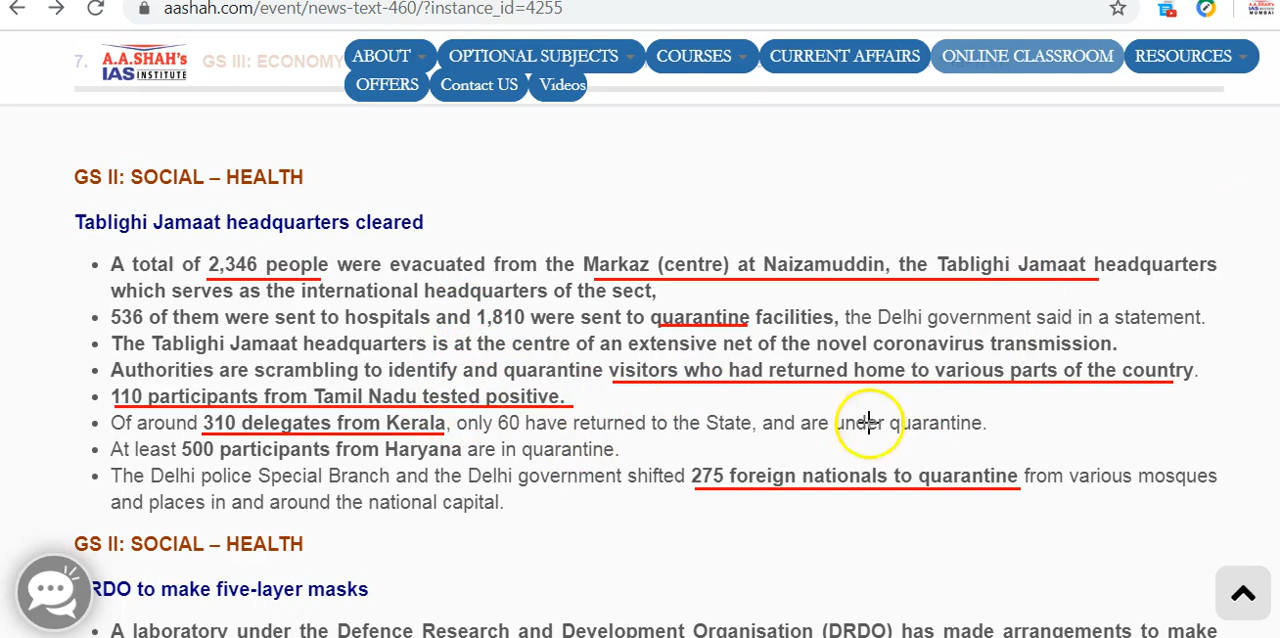 aashah.com/event/news-text-460/?instance_id=4255
7. A.A.SHAH's IAS INSTITUTE GS III: ECONOMY
ABOUT OPTIONAL SUBJECTS COURSES CURRENT AFFAIRS ONLINE CLASSROOM RESOURCES
OFFERS Contact Us Videos
GS II: SOCIAL – HEALTH
Tablighi Jamaat headquarters cleared
• A total of 2,346 people were evacuated from the Markaz (centre) at Naizamuddin, the Tablighi Jamaat headquarters
which serves as the international headquarters of the sect,
• 536 of them were sent to hospitals and 1,810 were sent to quarantine facilities, the Delhi government said in a statement.
• The Tablighi Jamaat headquarters is at the centre of an extensive net of the novel coronavirus transmission.
• Authorities are scrambling to identify and quarantine visitors who had returned home to various parts of the country.
• 110 participants from Tamil Nadu tested positive.
• Of around 310 delegates from Kerala, only 60 have returned to the State, and are under quarantine.
• At least 500 participants from Haryana are in quarantine.
• The Delhi police Special Branch and the Delhi government shifted 275 foreign nationals to quarantine from various mosques
and places in and around the national capital.
GS II: SOCIAL – HEALTH
RDO to make five-layer masks
• A laboratory under the Defence Research and Development Organisation (DRDO) has made arrangements to make